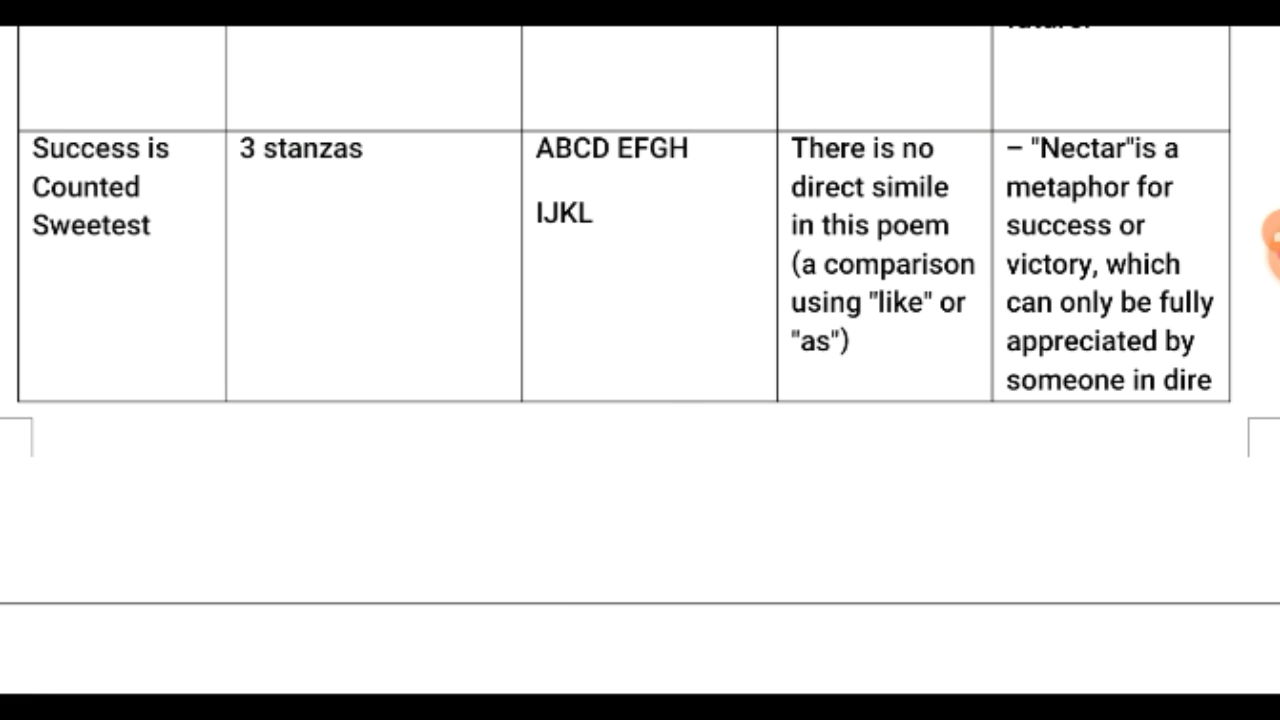 Success is
Counted
Sweetest
3 stanzas
ABCD EFGH
IJKL
There is no
direct simile
in this poem
(a comparison
using "like" or
"as")
– "Nectar"is a
metaphor for
success or
victory, which
can only be fully
appreciated by
someone in dire